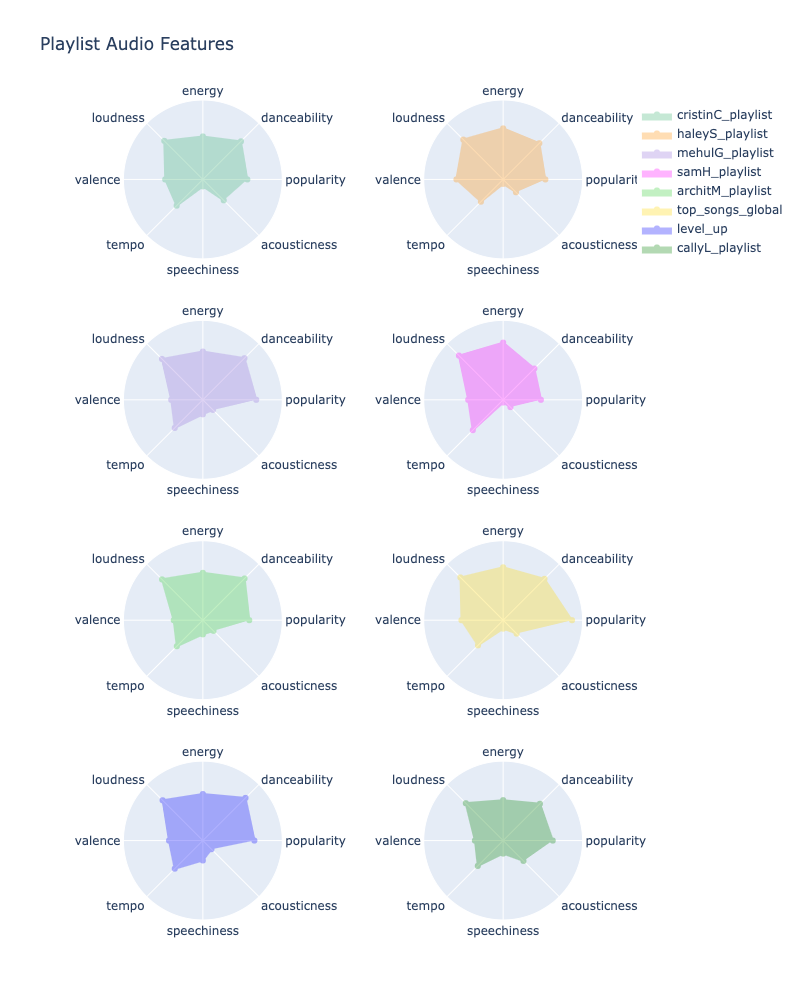 Playlist Audio Features
energy
loudness
danceability
valence
popularity
tempo
acousticness
speechiness
energy
loudness
danceability
valence
popularit
tempo
acousticness
speechiness
cristinC_playlist
haleyS_playlist
mehulG_playlist
samH_playlist
architM_playlist
top_songs_global
level_up
callyL_playlist
energy
loudness
danceability
valence
popularity
tempo
acousticness
speechiness
energy
loudness
danceability
valence
popularity
tempo
acousticness
speechiness
energy
loudness
danceability
valence
popularity
tempo
acousticness
speechiness
energy
loudness
danceability
valence
popularity
tempo
acousticness
speechiness
energy
loudness
danceability
valence
popularity
tempo
acousticness
speechiness
energy
loudness
danceability
valence
popularity
tempo
acousticness
speechiness